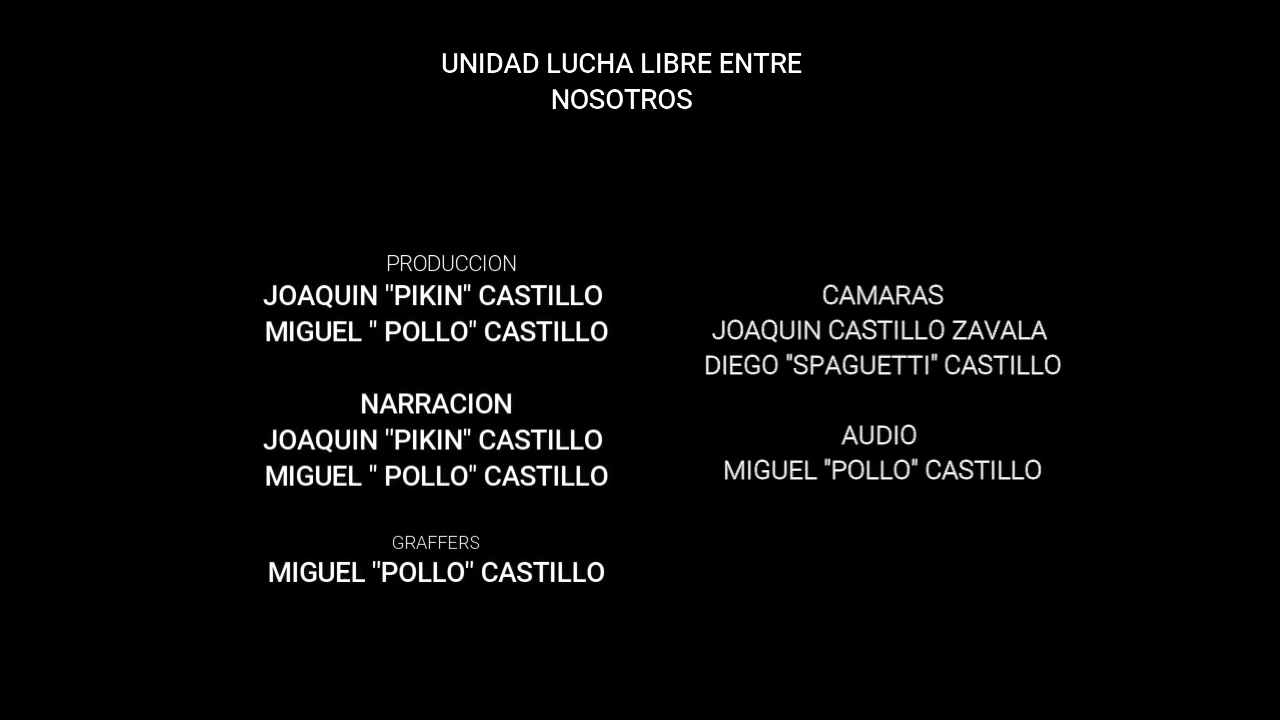 UNIDAD LUCHA LIBRE ENTRE
NOSOTROS
PRODUCCION
JOAQUIN "PIKIN" CASTILLO
MIGUEL " POLLO" CASTILLO
NARRACION
JOAQUIN "PIKIN" CASTILLO
MIGUEL " POLLO" CASTILLO
GRAFFERS
MIGUEL "POLLO" CASTILLO
CAMARAS
JOAQUIN CASTILLO ZAVALA
DIEGO "SPAGUETTI" CASTILLO
AUDIO
MIGUEL "POLLO" CASTILLO